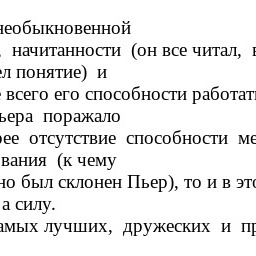 необыкновенной
, начитанности (он все читал, в
ел понятие) и
всего его способности работать
ьера поражало
рее отсутствие способности ме
вания (к чему
но был склонен Пьер), то и в это
а силу.
амых лучших, дружеских и пр